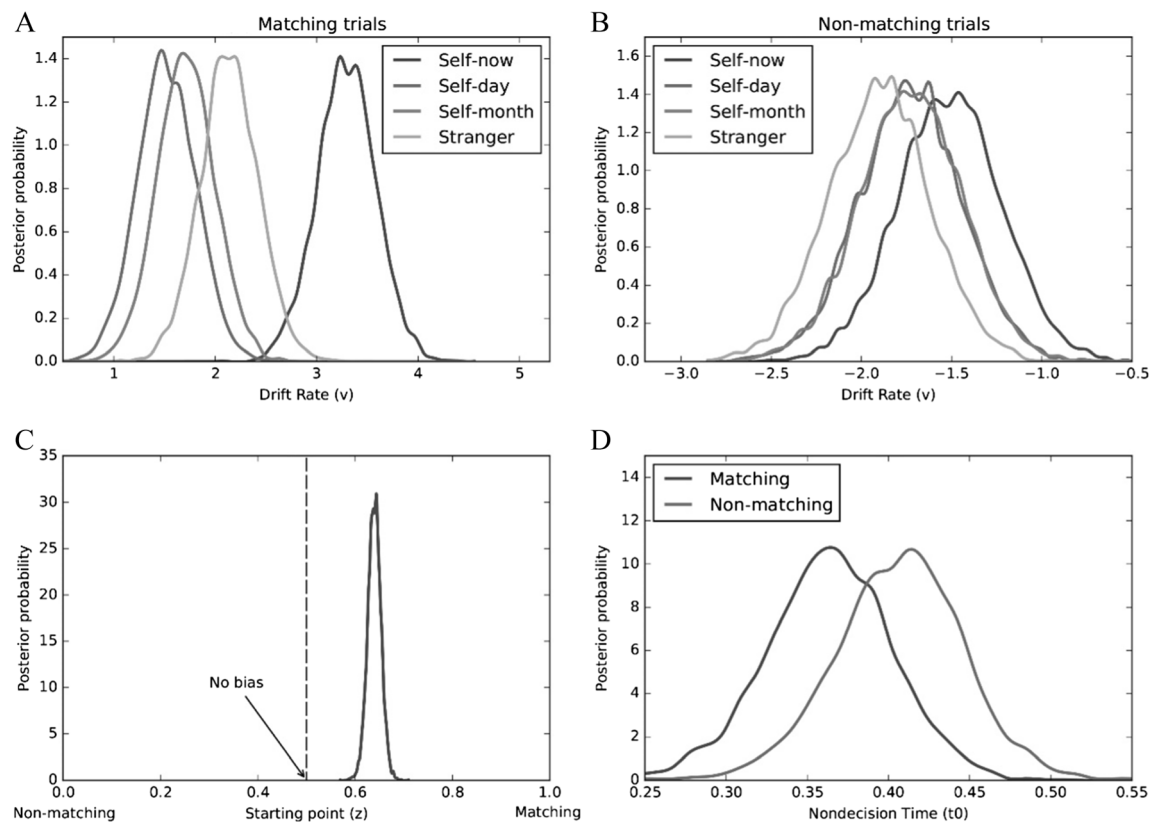 A
Matching trials
1.4
1.2
1.0
0.8
0.6
0.4
0.2
0.0
Posterior probability
Self-now
Self-day
Self-month
Stranger
1
2
3
4
5
Drift Rate (v)
B
Non-matching trials
1.6
1.4
1.2
1.0
0.8
0.6
0.4
0.2
0.0
Posterior probability
Self-now
Self-day
Self-month
Stranger
−3.0
−2.5
−2.0
−1.5
−1.0
−0.5
Drift Rate (v)
C
35
30
25
20
15
10
5
0
Posterior probability
No bias
0.0
0.2
0.4
0.6
0.8
1.0
Non-matching
Starting point (z)
Matching
D
14
12
10
8
6
4
2
0
Posterior probability
Matching
Non-matching
0.25
0.30
0.35
0.40
0.45
0.50
0.55
Nondecision Time (t0)